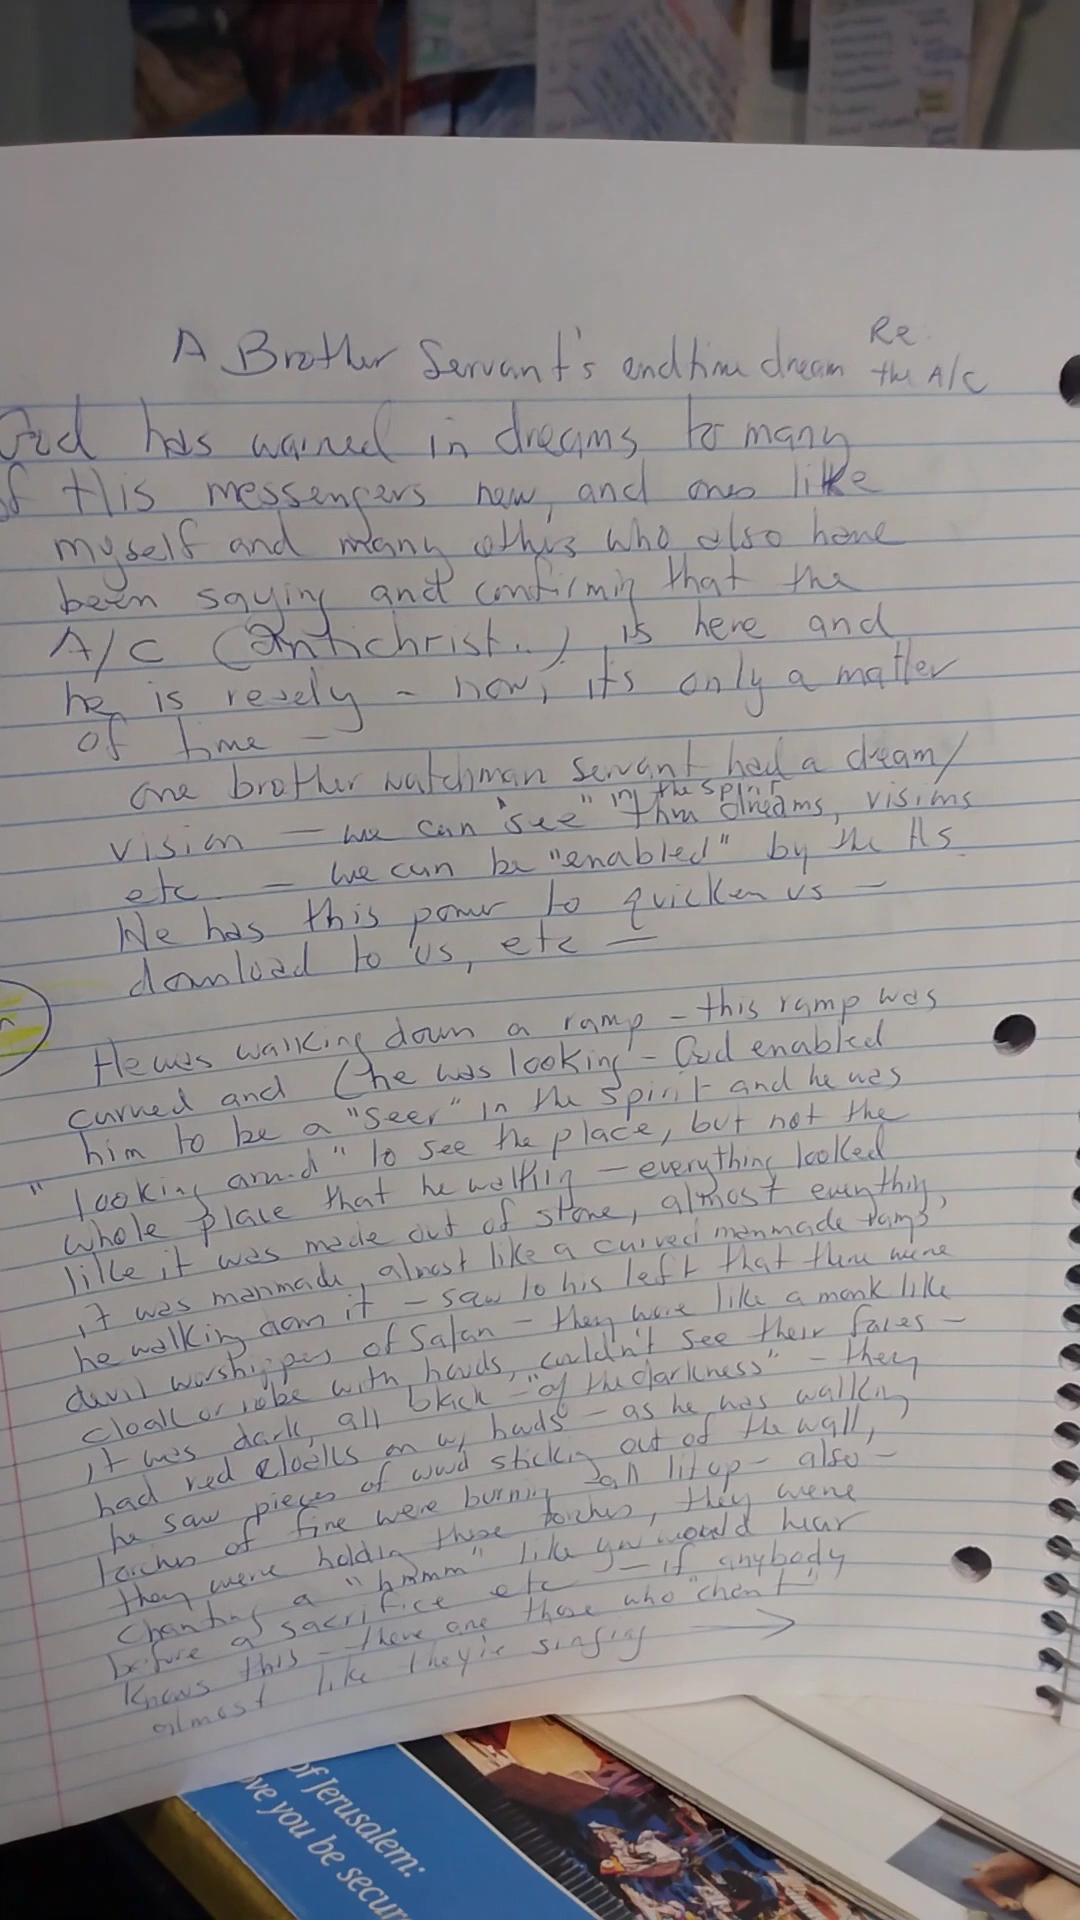 A Brother Servant's endtime dream Re the A/C
God has warned in dreams to many
of His messengers now, and ones like
myself and many othirs who also have
been saying and confirming that the
A/C (Antichrist..) is here and
he is ready - now, it's only a matter
of time -
one brother watchman servant had a dream/
vision - we can "see" "in the spirit" thru dreams, visions
etc - we can be "enabled" by the HS.
He has this power to quicken us -
download to us, etc -
He was walking down a ramp - this ramp was
curved and (he was looking - God enabled
him to be a "seer" in the spirit and he was
"looking around" to see the place, but not the
whole place that he walking - everything looked
like it was made out of stone, almost everything,
it was manmade, almost like a curved manmade ramp,
he walking down it - saw to his left that there were
devil worshippers of Satan - they wore like a monk like
cloak or robe with hoods, couldn't see their faces -
it was dark, all black - "of the darkness" - they
had red cloaks on w/ hoods - as he was walking
he saw pieces of wood sticking out of the wall,
torches of fire were burning - all lit up - also -
they were holding these torches, they were
chanting a "hmmm" like you would hear
before a sacrifice etc - if anybody
knows this - there are those who "chant"
almost like they're singing →
of Jerusalem:
ve you be secur